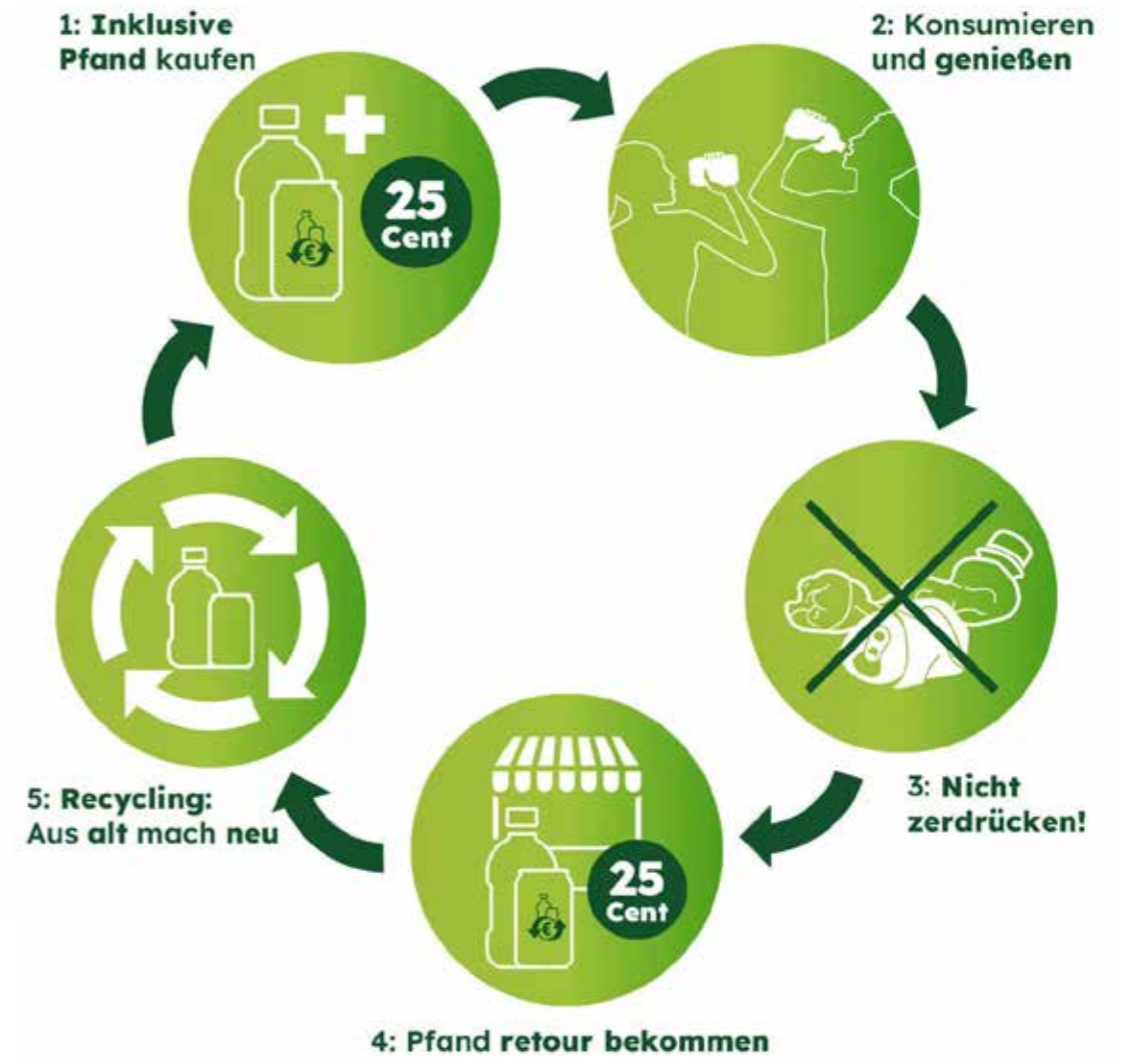 1: Inklusive
Pfand kaufen
25
Cent
2: Konsumieren
und genießen
3: Nicht
zerdrücken!
25
Cent
4: Pfand retour bekommen
5: Recycling:
Aus alt mach neu